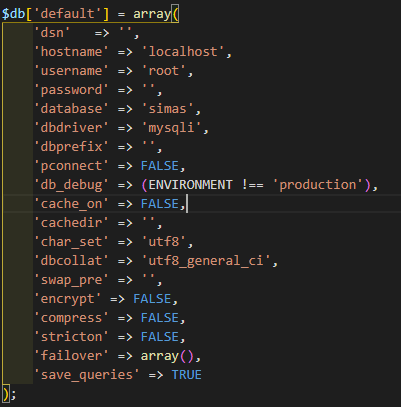 $db['default'] = array(
'dsn'   => '',
'hostname' => 'localhost',
'username' => 'root',
'password' => '',
'database' => 'simas',
'dbdriver' => 'mysqli',
'dbprefix' => '',
'pconnect' => FALSE,
'db_debug' => (ENVIRONMENT !== 'production'),
'cache_on' => FALSE,
'cachedir' => '',
'char_set' => 'utf8',
'dbcollat' => 'utf8_general_ci',
'swap_pre' => '',
'encrypt' => FALSE,
'compress' => FALSE,
'stricton' => FALSE,
'failover' => array(),
'save_queries' => TRUE
);